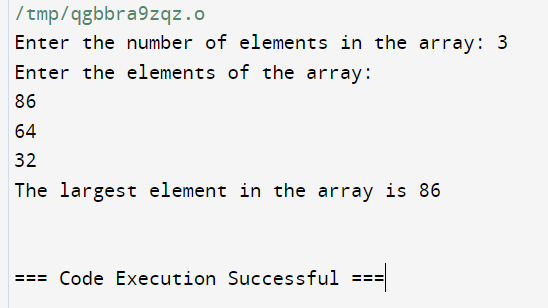 /tmp/qgbbra9zqz.o
Enter the number of elements in the array: 3
Enter the elements of the array:
86
64
32
The largest element in the array is 86
=== Code Execution Successful ===